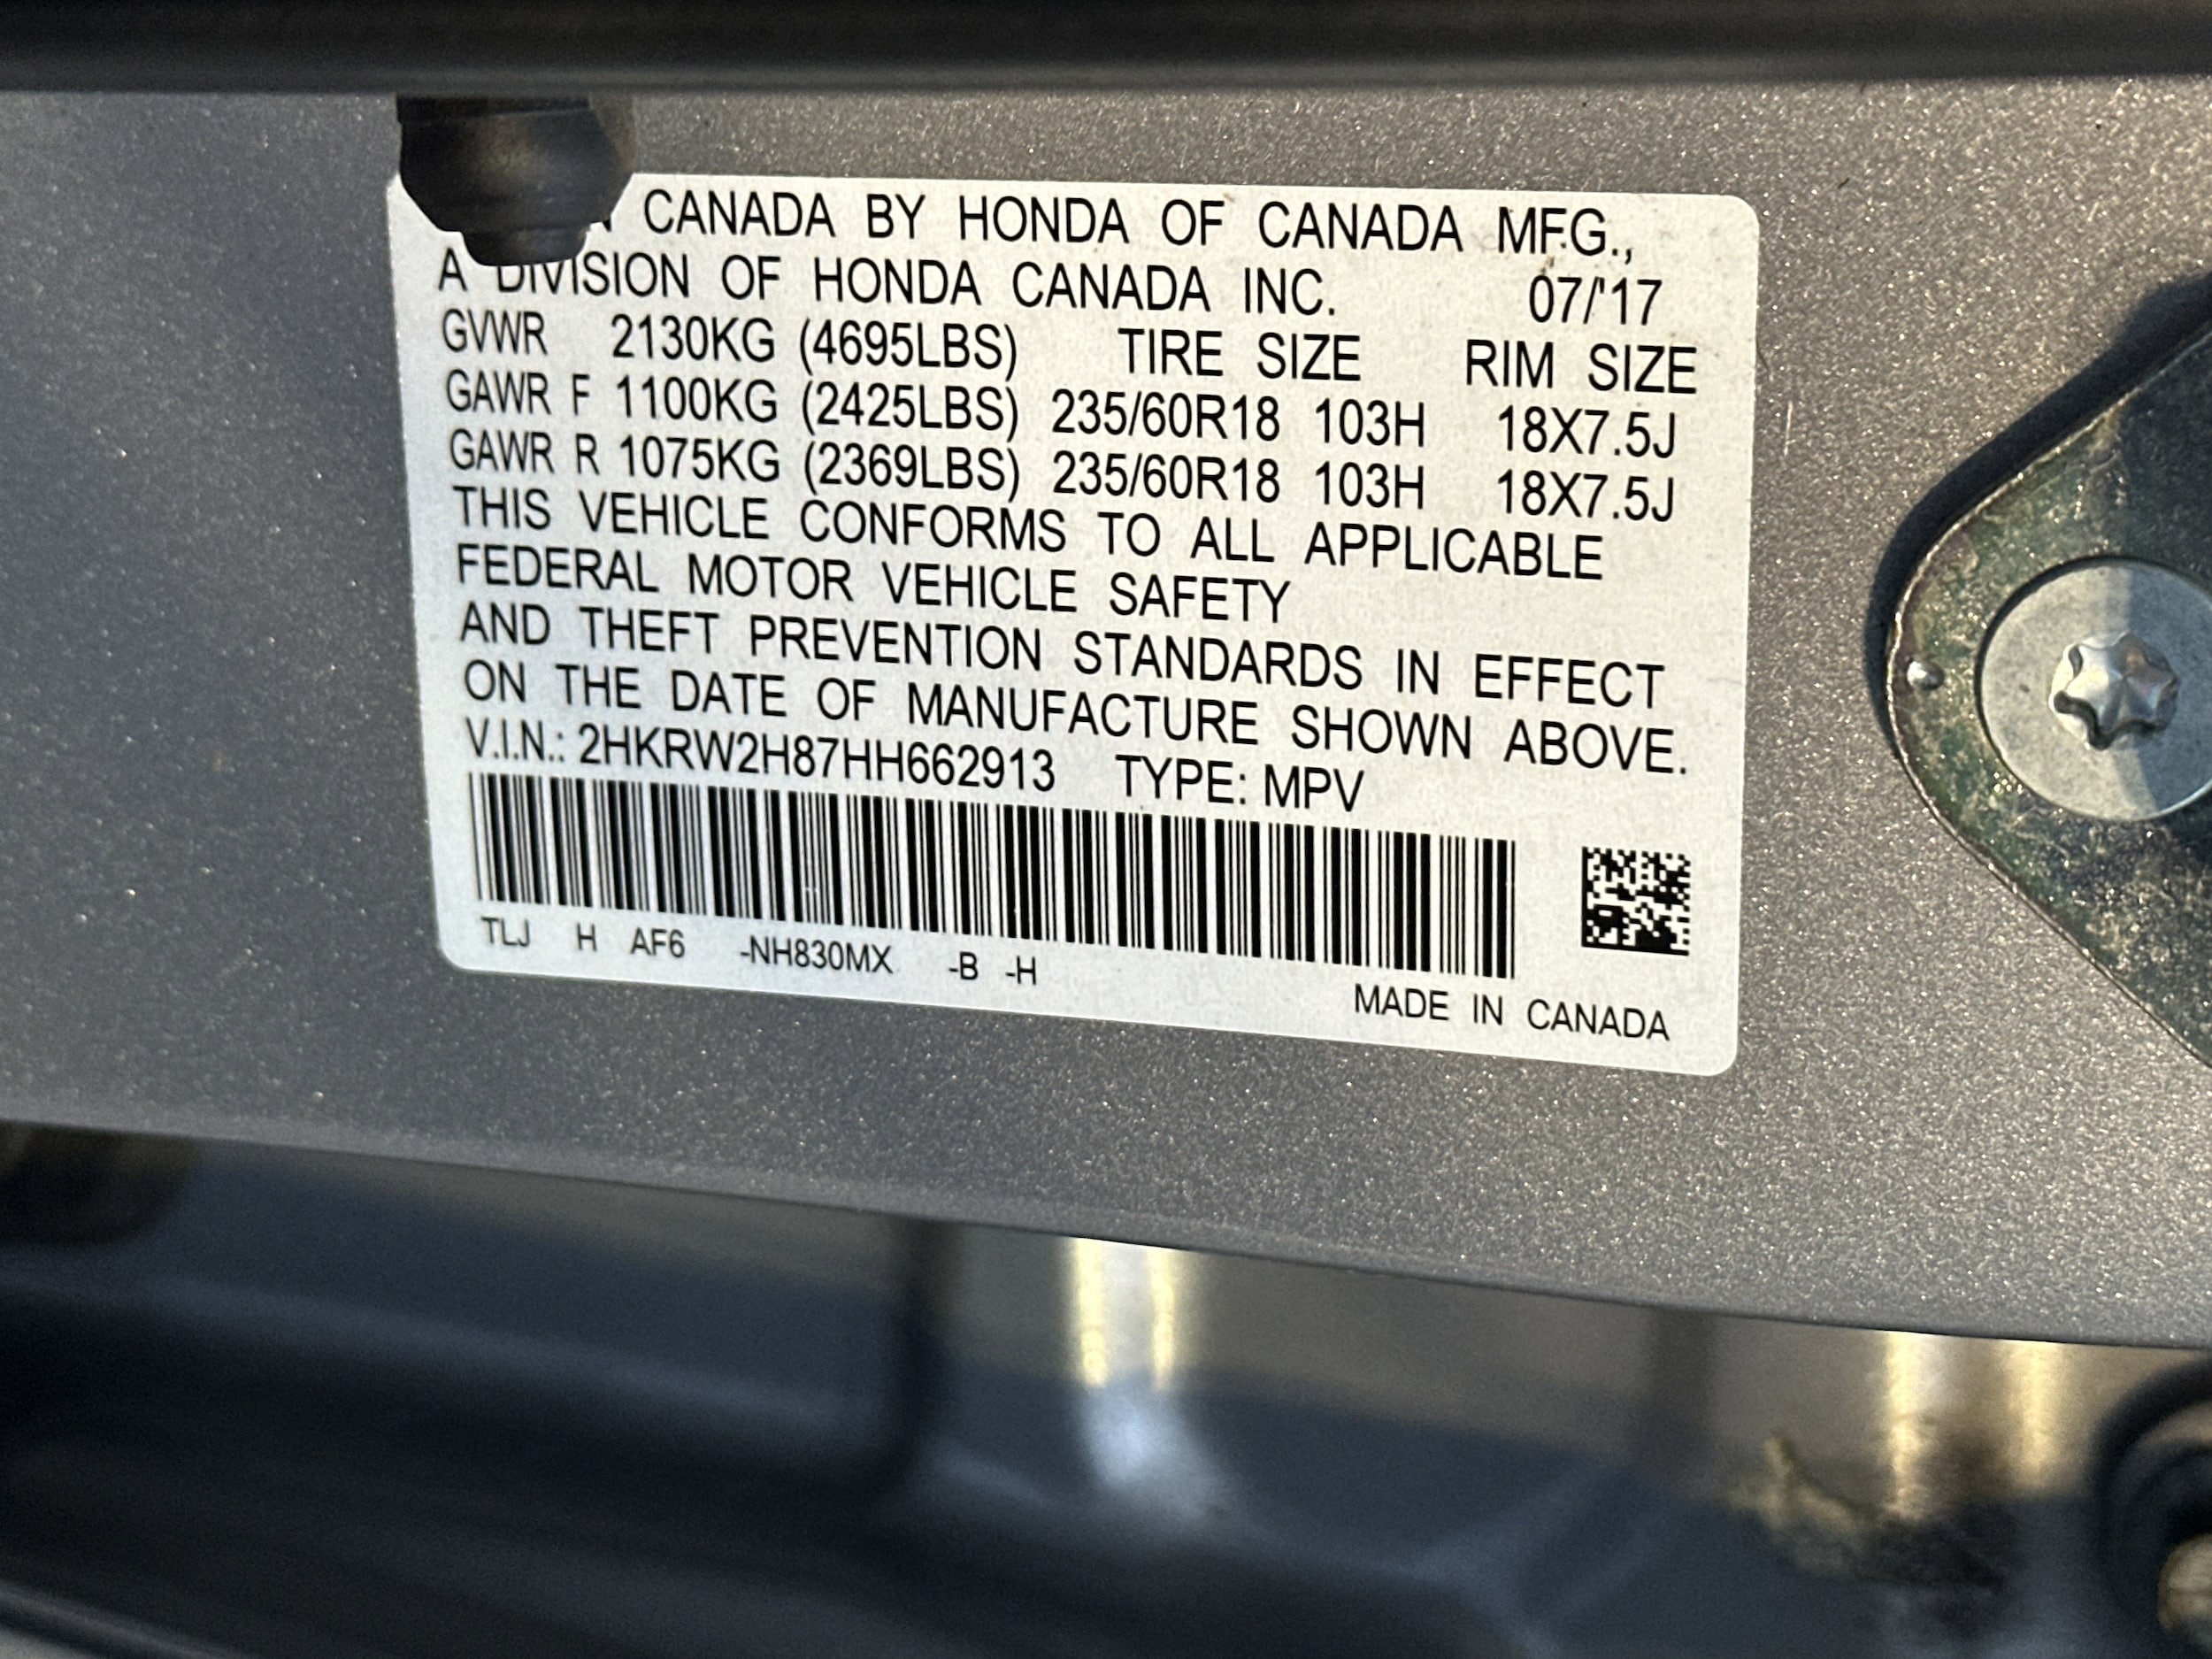 CANADA BY HONDA OF CANADA MFG.,
A DIVISION OF HONDA CANADA INC. 07/'17
GVWR 2130KG (4695LBS) TIRE SIZE RIM SIZE
GAWR F 1100KG (2425LBS) 235/60R18 103H 18X7.5J
GAWR R 1075KG (2369LBS) 235/60R18 103H 18X7.5J
THIS VEHICLE CONFORMS TO ALL APPLICABLE
FEDERAL MOTOR VEHICLE SAFETY
AND THEFT PREVENTION STANDARDS IN EFFECT
ON THE DATE OF MANUFACTURE SHOWN ABOVE.
V.I.N.: 2HKRW2H87HH662913 TYPE: MPV
TLJ H AF6 -NH830MX -B -H
MADE IN CANADA